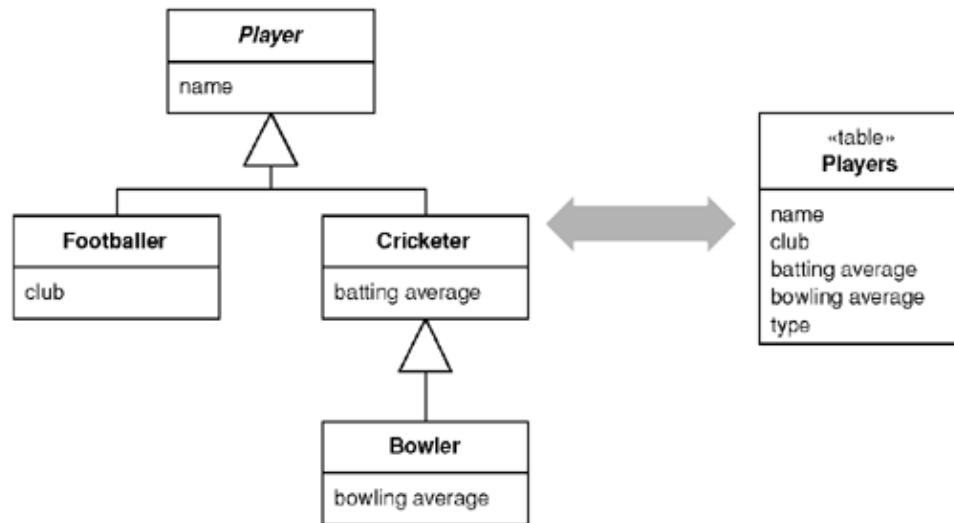 Player
name
Footballer
club
Cricketer
batting average
Bowler
bowling average
«table»
Players
name
club
batting average
bowling average
type